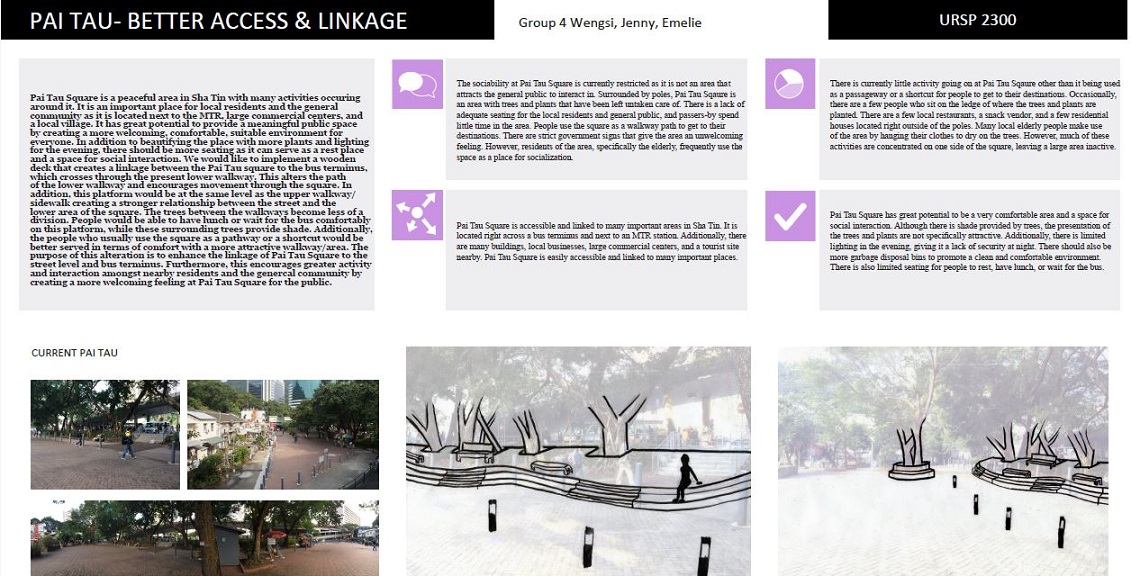 PAI TAU- BETTER ACCESS & LINKAGE
Group 4 Wengsi, Jenny, Emelie
URSP 2300
Pai Tau Square is a peaceful area in Sha Tin with many activities occuring
around it. It is an important place for local residents and the general
community as it is located next to the MTR, large commercial centers, and
a local village. It has great potential to provide a meaningful public space
by creating a more welcoming, comfortable, suitable environment for
everyone. In addition to beautifying the place with more plants and lighting
for the evening, there should be more seating as it can serve as a rest place
and a space for social interaction. We would like to implement a wooden
deck that creates a linkage between the Pai Tau square to the bus terminus,
which crosses through the present lower walkway. This alters the path
of the lower walkway and encourages movement through the square. In
addition, this platform would be at the same level as the upper walkway/
sidewalk creating a stronger relationship between the street and the
lower area of the square. The trees between the walkways become less of a
division. People would be able to have lunch or wait for the bus comfortably
on this platform, while these surrounding trees provide shade. Additionally,
the people who usually use the square as a pathway or a shortcut would be
better served in terms of comfort with a more attractive walkway/area. The
purpose of this alteration is to enhance the linkage of Pai Tau Square to the
street level and bus terminus. Furthermore, this encourages greater activity
and interaction amongst nearby residents and the genercal community by
creating a more welcoming feeling at Pai Tau Square for the public.
The sociability at Pai Tau Square is currently restricted as it is not an area that
attracts the general public to interact in. Surrounded by poles, Pai Tau Sqaure is
an area with trees and plants that have been left untaken care of. There is a lack of
adequate seating for the local residents and general public, and passers-by spend
little time in the area. People use the square as a walkway path to get to their
destinations. There are strict government signs that give the area an unwelcoming
feeling. However, residents of the area, specifically the elderly, frequently use the
space as a place for socialization.
There is currently little activity going on at Pai Tau Sqaure other than it being used
as a passageway or a shortcut for people to get to their destinations. Occasionally,
there are a few people who sit on the ledge of where the trees and plants are
planted. There are a few local restaurants, a snack vendor, and a few residential
houses located right outside of the poles. Many local elderly people make use
of the area by hanging their clothes to dry on the trees. However, much of these
activities are concentrated on one side of the square, leaving a large area inactive.
Pai Tau Square is accessible and linked to many important areas in Sha Tin. It is
located right across a bus terminus and next to an MTR station. Additionally, there
are many buildings, local businesses, large commercial centers, and a tourist site
nearby. Pai Tau Square is easily accessible and linked to many important places.
Pai Tau Square has great potential to be a very comfortable area and a space for
social interaction. Although there is shade provided by trees, the presentation of
the trees and plants are not specifically attractive. Additionally, there is limited
lighting in the evening, giving it a lack of security at night. There should also be
more garbage disposal bins to promote a clean and comfortable environment.
There is also limited seating for people to rest, have lunch, or wait for the bus.
CURRENT PAI TAU